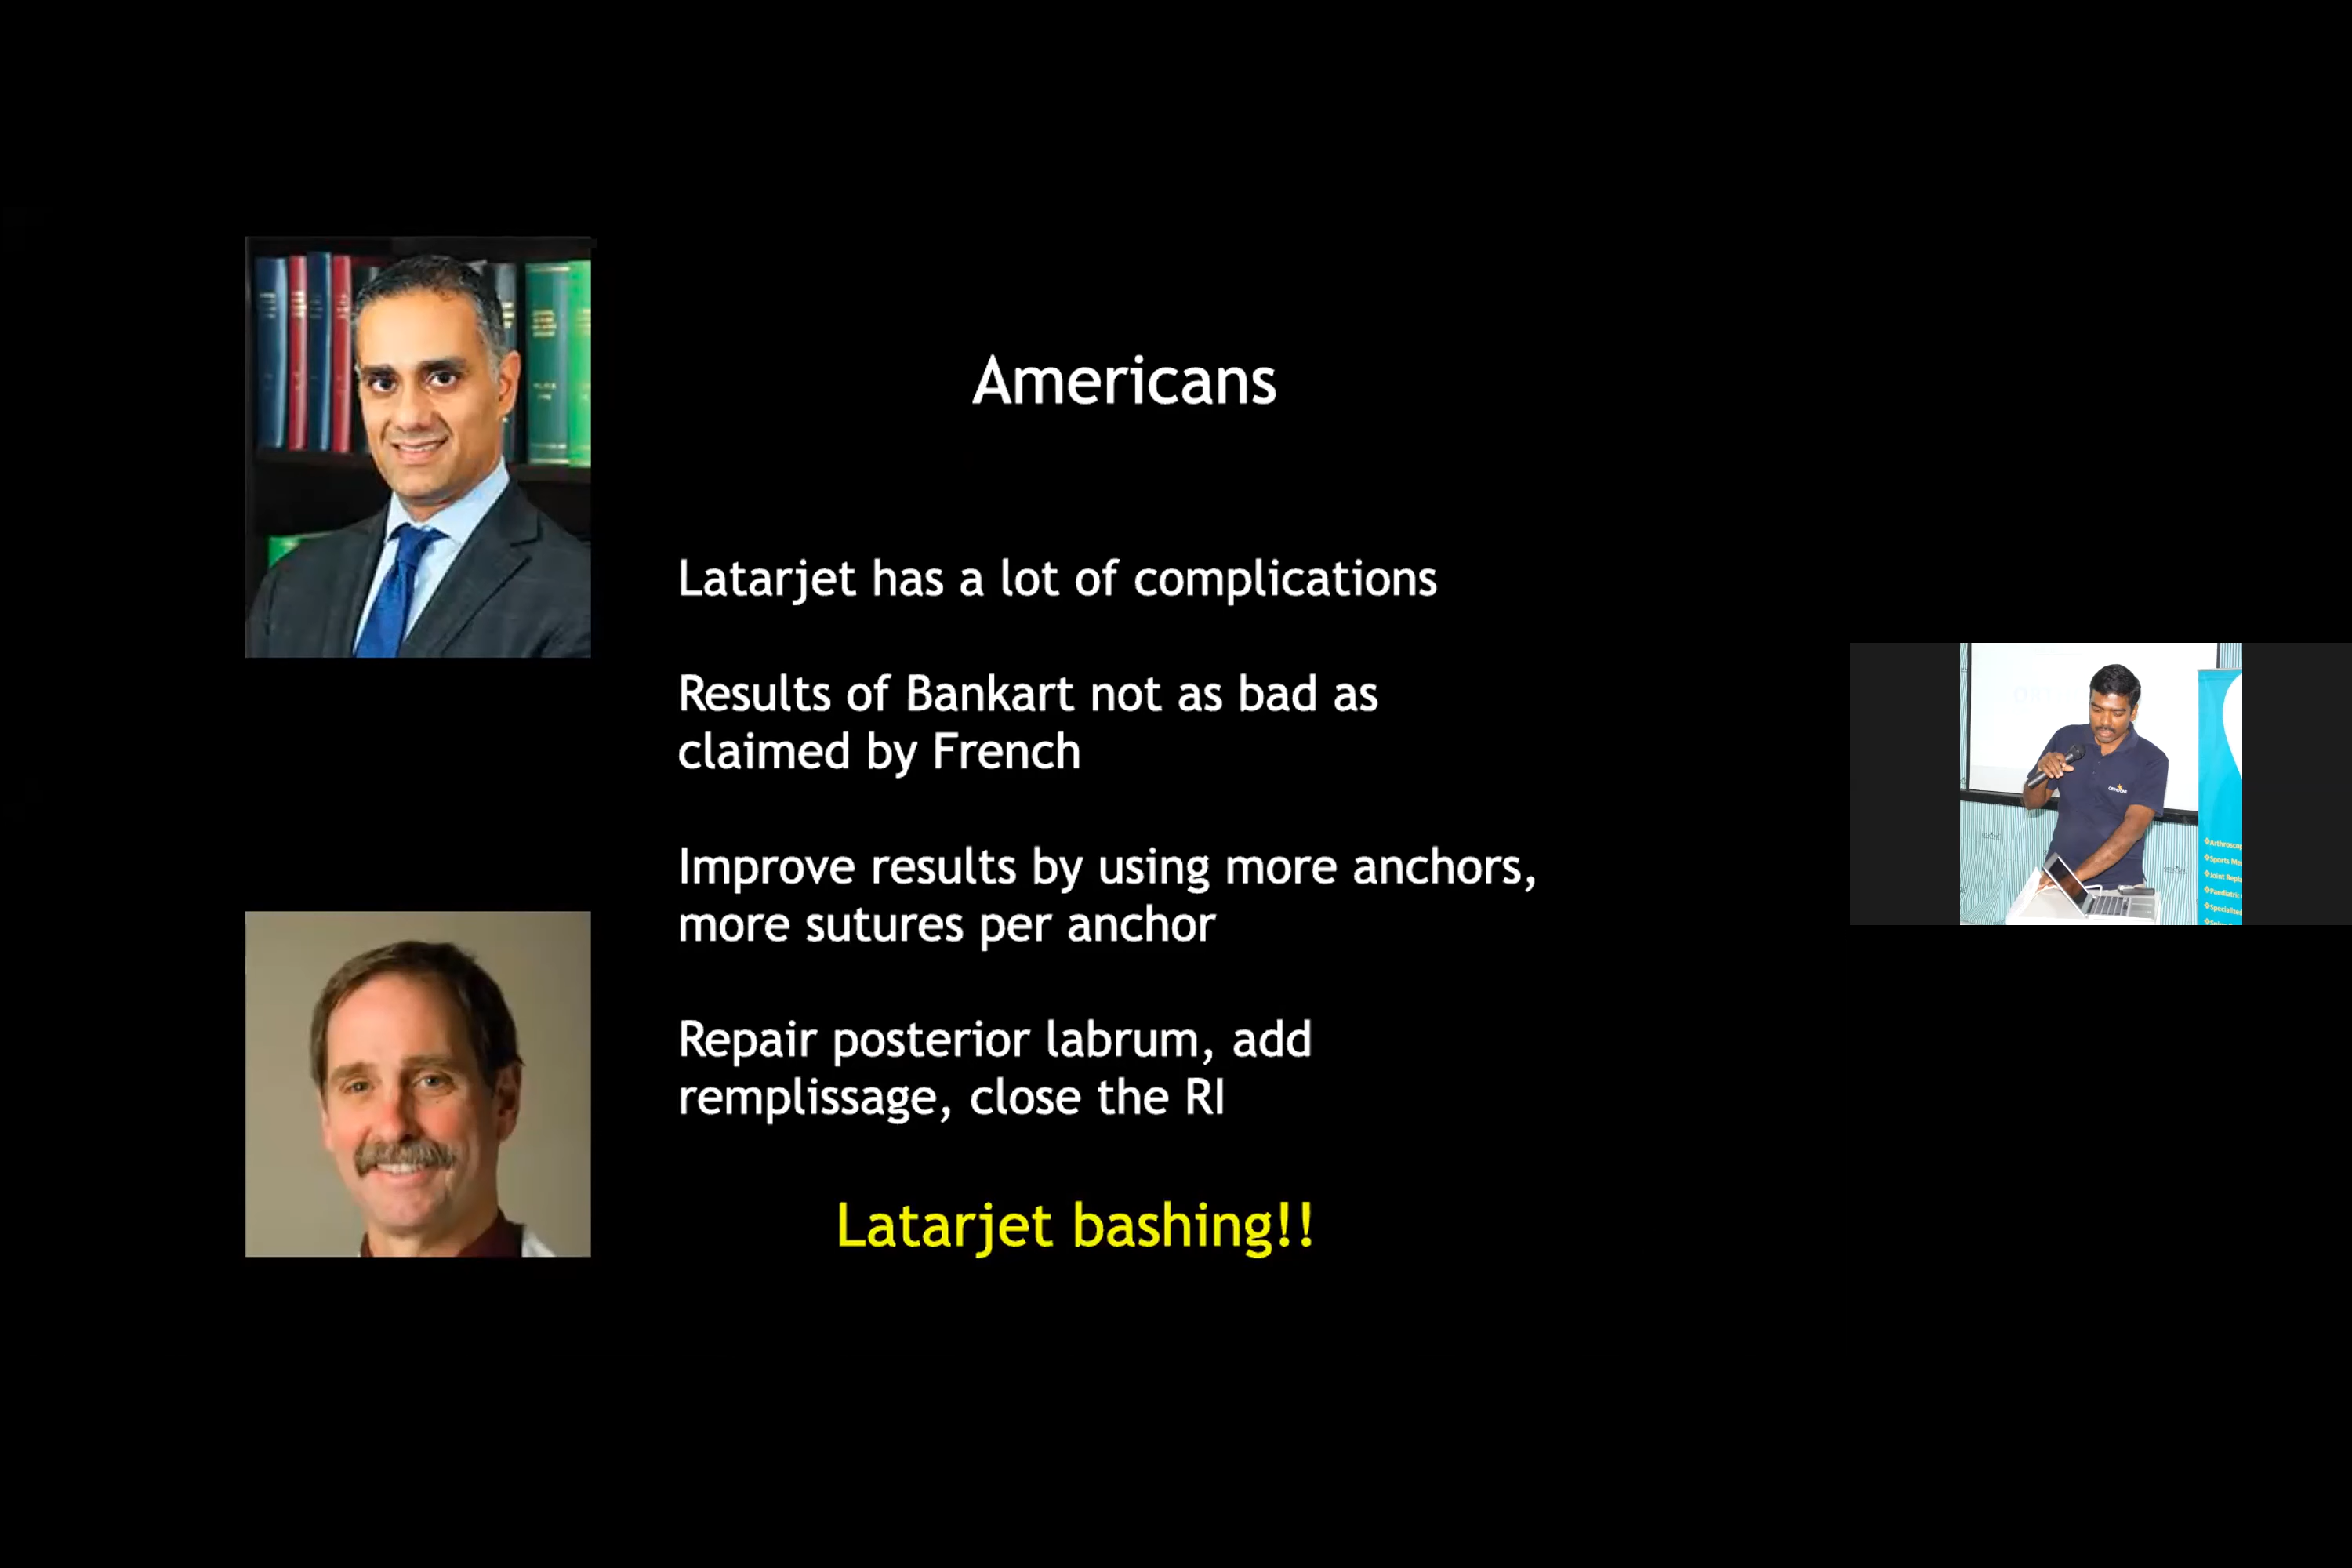 Americans
Latarjet has a lot of complications
Results of Bankart not as bad as
claimed by French
Improve results by using more anchors,
more sutures per anchor
Repair posterior labrum, add
remplissage, close the RI
Latarjet bashing!!